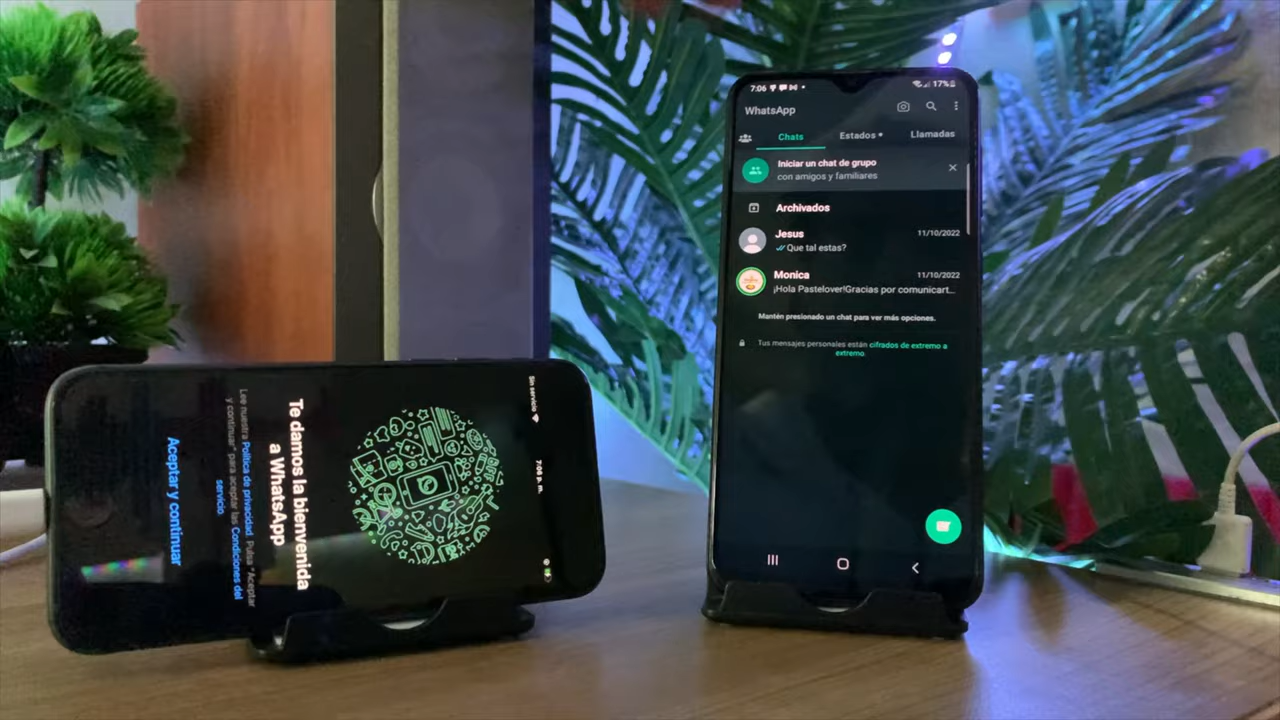 Sin servicio
7:06 p. m.
Te damos la bienvenida
a WhatsApp
Lee nuestra Política de privacidad. Pulsa "Aceptar
y continuar" para aceptar las Condiciones del
servicio.
Aceptar y continuar
7:06
17%
WhatsApp
Chats
Estados
Llamadas
Iniciar un chat de grupo
con amigos y familiares
Archivados
Jesus
11/10/2022
Que tal estas?
Monica
11/10/2022
¡Hola Pastelover!Gracias por comunicart...
Mantén presionado un chat para ver más opciones.
Tus mensajes personales están cifrados de extremo a
extremo.